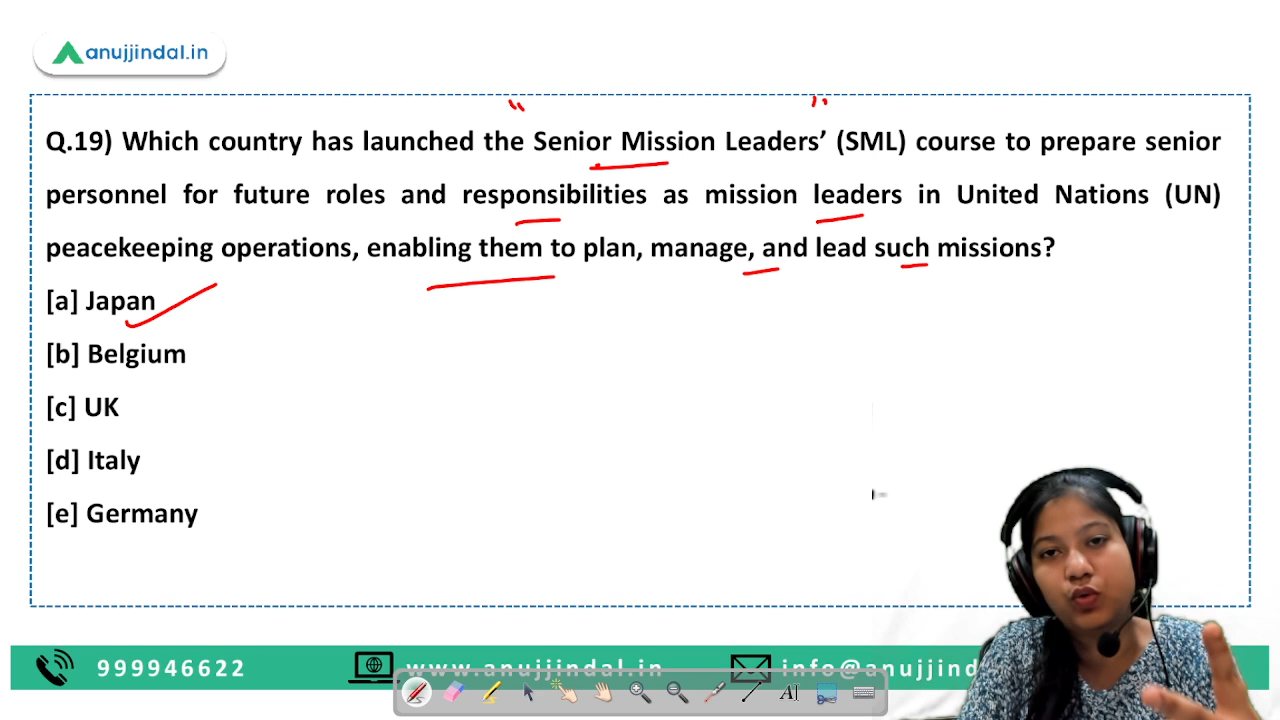 anujjindal.in
Q.19) Which country has launched the Senior Mission Leaders’ (SML) course to prepare senior
personnel for future roles and responsibilities as mission leaders in United Nations (UN)
peacekeeping operations, enabling them to plan, manage, and lead such missions?
[a] Japan
[b] Belgium
[c] UK
[d] Italy
[e] Germany
999946622 www.anujjindal.in info@anujjind